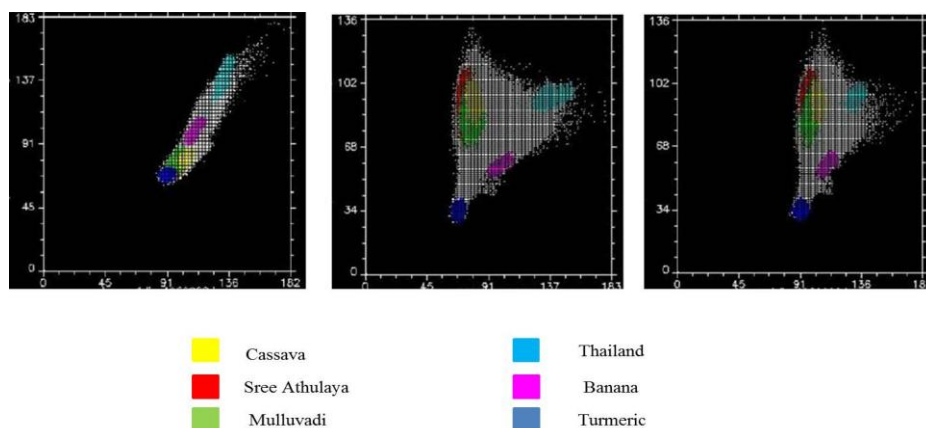 183
137
91
45
0
0 45 91 136 182
136
102
68
34
0
0 45 91 137
136
102
68
34
0
0 45 91 136 183
Cassava Thailand
Sree Athulaya Banana
Mulluvadi Turmeric